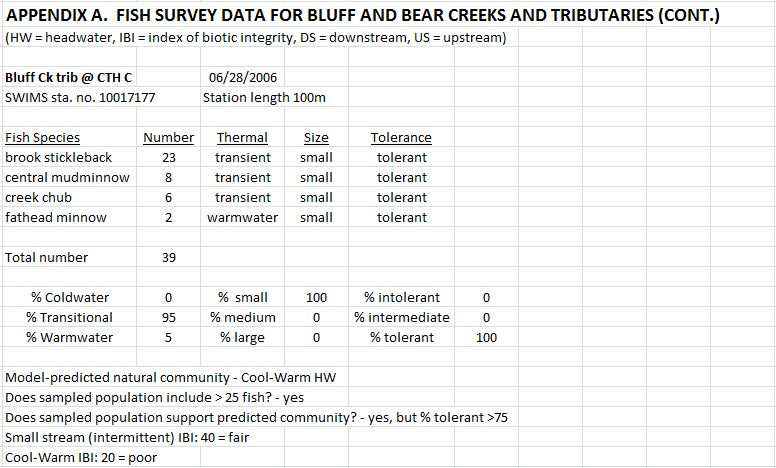 APPENDIX A. FISH SURVEY DATA FOR BLUFF AND BEAR CREEKS AND TRIBUTARIES (CONT.)
(HW = headwater, IBI = index of biotic integrity, DS = downstream, US = upstream)
Bluff Ck trib @ CTH C 06/28/2006
SWIMS sta. no. 10017177 Station length 100m
Fish Species Number Thermal Size Tolerance
brook stickleback 23 transient small tolerant
central mudminnow 8 transient small tolerant
creek chub 6 transient small tolerant
fathead minnow 2 warmwater small tolerant
Total number 39
% Coldwater 0 % small 100 % intolerant 0
% Transitional 95 % medium 0 % intermediate 0
% Warmwater 5 % large 0 % tolerant 100
Model-predicted natural community - Cool-Warm HW
Does sampled population include > 25 fish? - yes
Does sampled population support predicted community? - yes, but % tolerant >75
Small stream (intermittent) IBI: 40 = fair
Cool-Warm IBI: 20 = poor